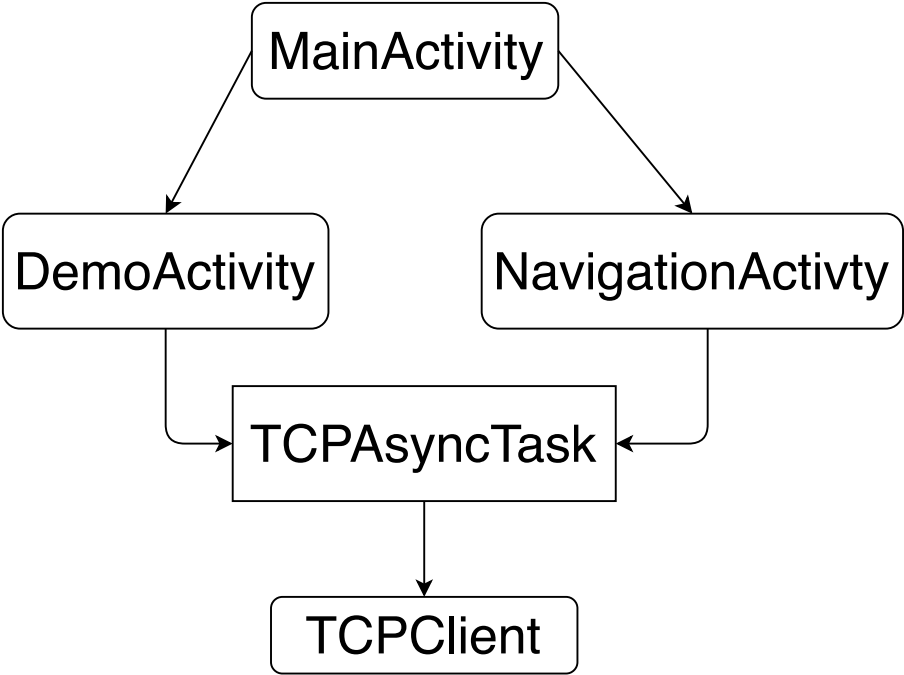 MainActivity
DemoActivity
NavigationActivty
TCPAsyncTask
TCPClient